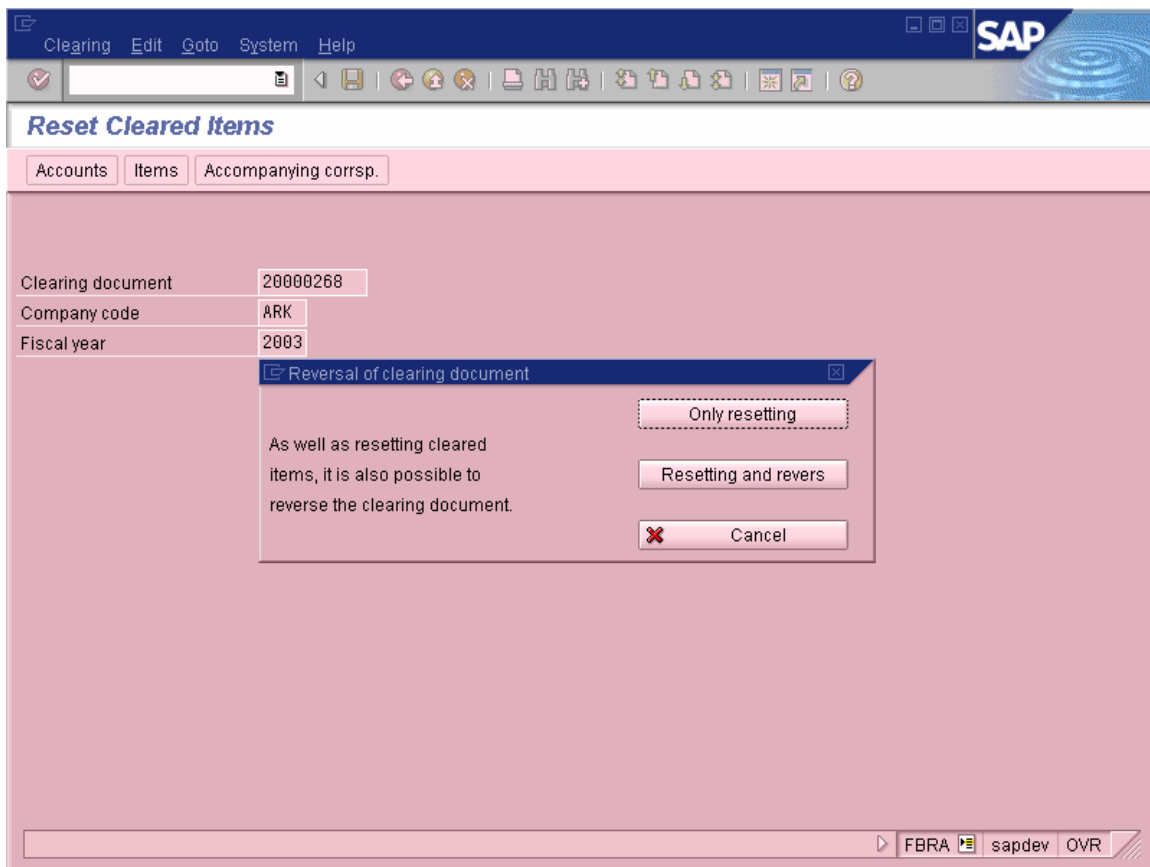 Clearing Edit Goto System Help
SAP
Reset Cleared Items
Accounts Items Accompanying corrsp.
Clearing document 20000268
Company code ARK
Fiscal year 2003
Reversal of clearing document
Only resetting
As well as resetting cleared
items, it is also possible to
Resetting and revers
reverse the clearing document.
Cancel
FBRA sapdev OVR